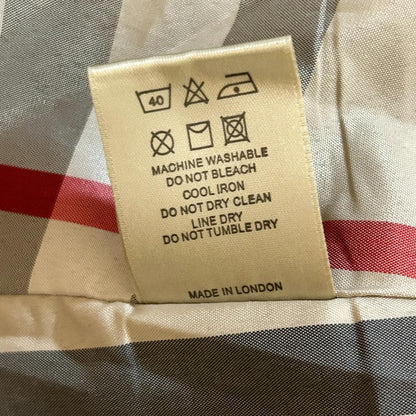 40
MACHINE WASHABLE
DO NOT BLEACH
COOL IRON
DO NOT DRY CLEAN
LINE DRY
DO NOT TUMBLE DRY
MADE IN LONDON